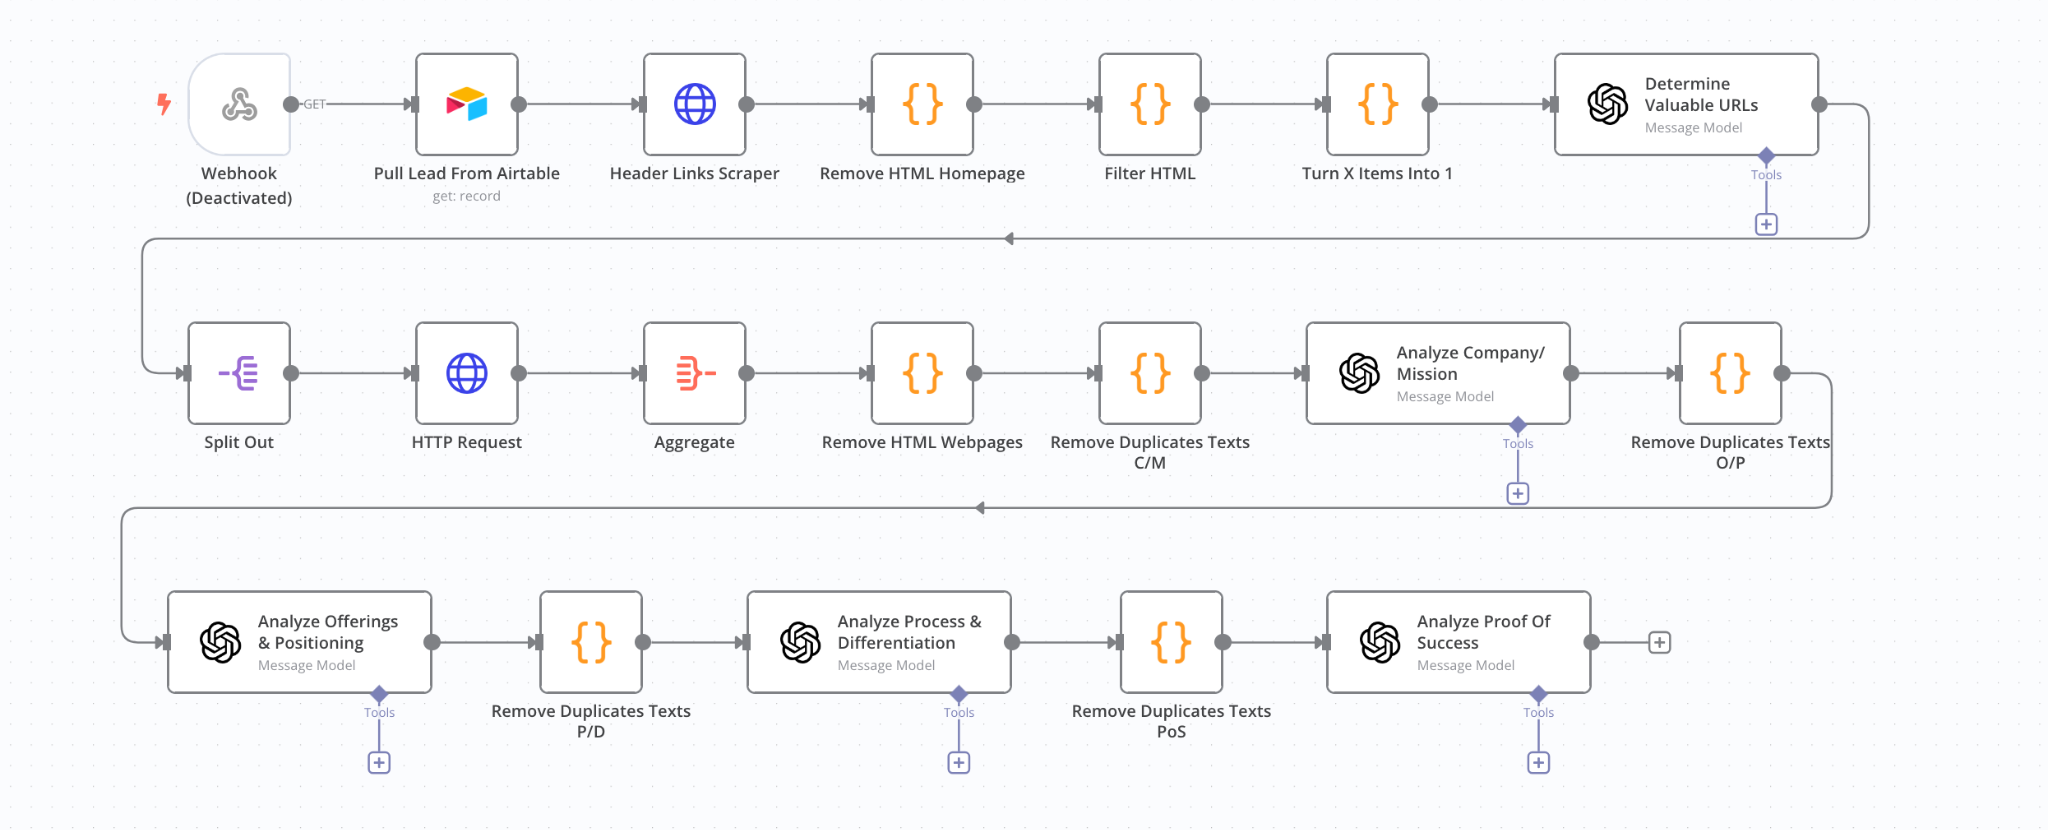 GET
Determine
Valuable URLs
Message Model
Webhook
(Deactivated)
Pull Lead From Airtable
get: record
Header Links Scraper
Remove HTML Homepage
Filter HTML
Turn X Items Into 1
Tools
Analyze Company/
Mission
Message Model
Split Out
HTTP Request
Aggregate
Remove HTML Webpages
Remove Duplicates Texts
C/M
Tools
Remove Duplicates Texts
O/P
Analyze Offerings
& Positioning
Message Model
Analyze Process &
Differentiation
Message Model
Analyze Proof Of
Success
Message Model
Tools
Remove Duplicates Texts
P/D
Tools
Remove Duplicates Texts
PoS
Tools